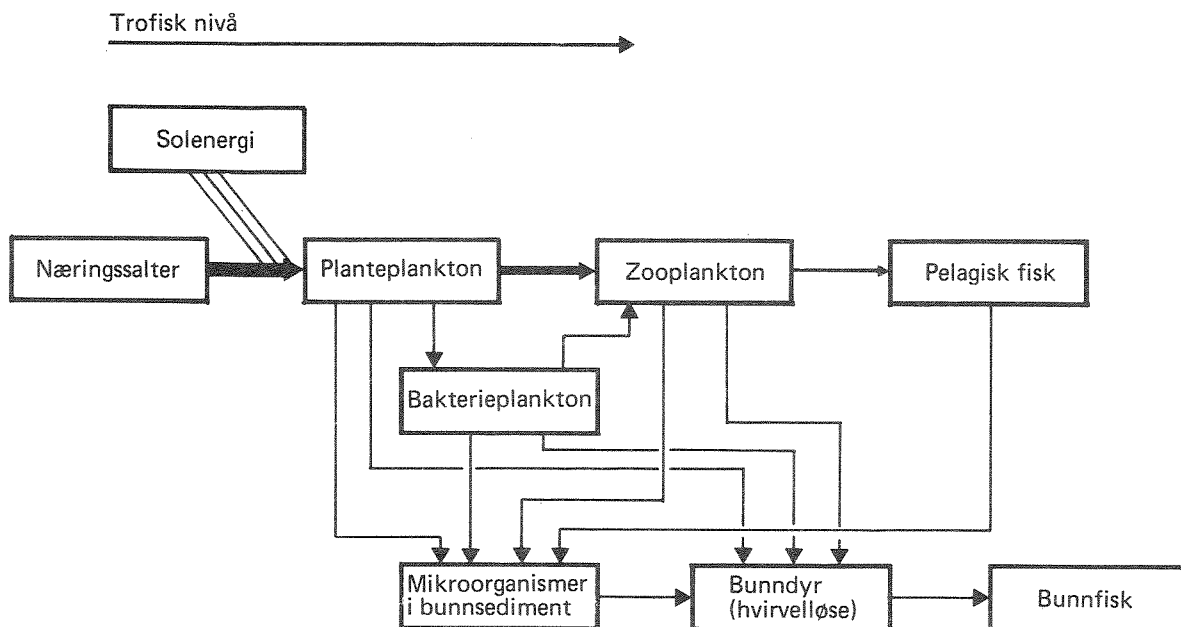 Trofisk nivå
Solenergi
Næringssalter
Planteplankton
Zooplankton
Pelagisk fisk
Bakterieplankton
Mikroorganismer
i bunnsediment
Bunndyr
(hvirvelløse)
Bunnfisk